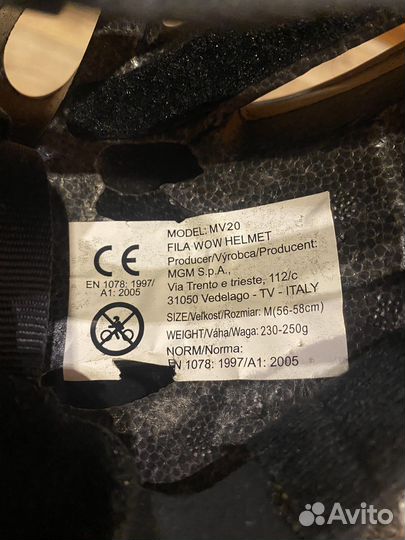 MODEL: MV20
FILA WOW HELMET
Producer/Výrobca/Producent:
MGM S.p.A.,
Via Trento e trieste, 112/c
31050 Vedelago - TV - ITALY
SIZE/Veľkosť/Rozmiar: M(56-58cm)
WEIGHT/Váha/Waga: 230-250g
NORM/Norma:
EN 1078: 1997/A1: 2005
CE
EN 1078: 1997/
A1: 2005
Avito